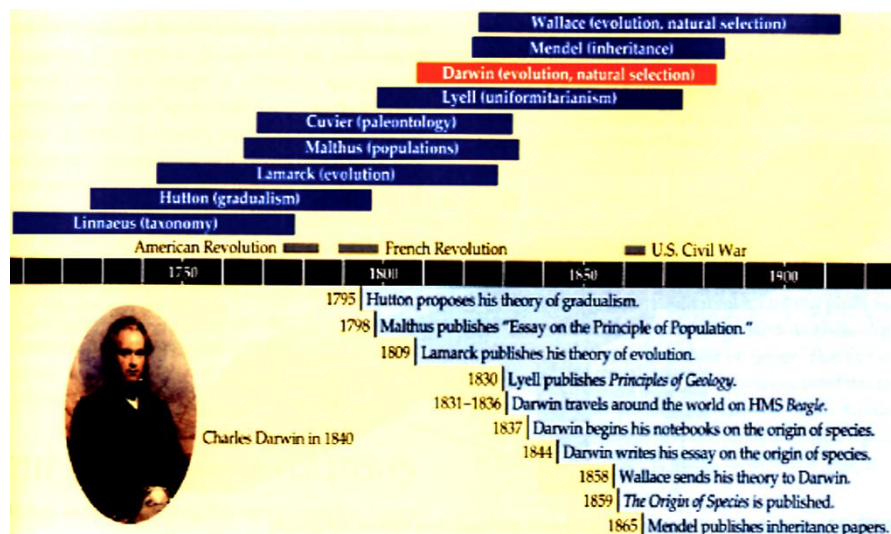 Wallace (evolution, natural selection)
Mendel (inheritance)
Darwin (evolution, natural selection)
Lyell (uniformitarianism)
Cuvier (paleontology)
Malthus (populations)
Lamarck (evolution)
Hutton (gradualism)
Linnaeus (taxonomy)
American Revolution French Revolution U.S. Civil War
1750 1800 1850 1900
1795 Hutton proposes his theory of gradualism.
1798 Malthus publishes "Essay on the Principle of Population."
1809 Lamarck publishes his theory of evolution.
1830 Lyell publishes Principles of Geology.
1831–1836 Darwin travels around the world on HMS Beagle.
1837 Darwin begins his notebooks on the origin of species.
Charles Darwin in 1840
1844 Darwin writes his essay on the origin of species.
1858 Wallace sends his theory to Darwin.
1859 The Origin of Species is published.
1865 Mendel publishes inheritance papers.